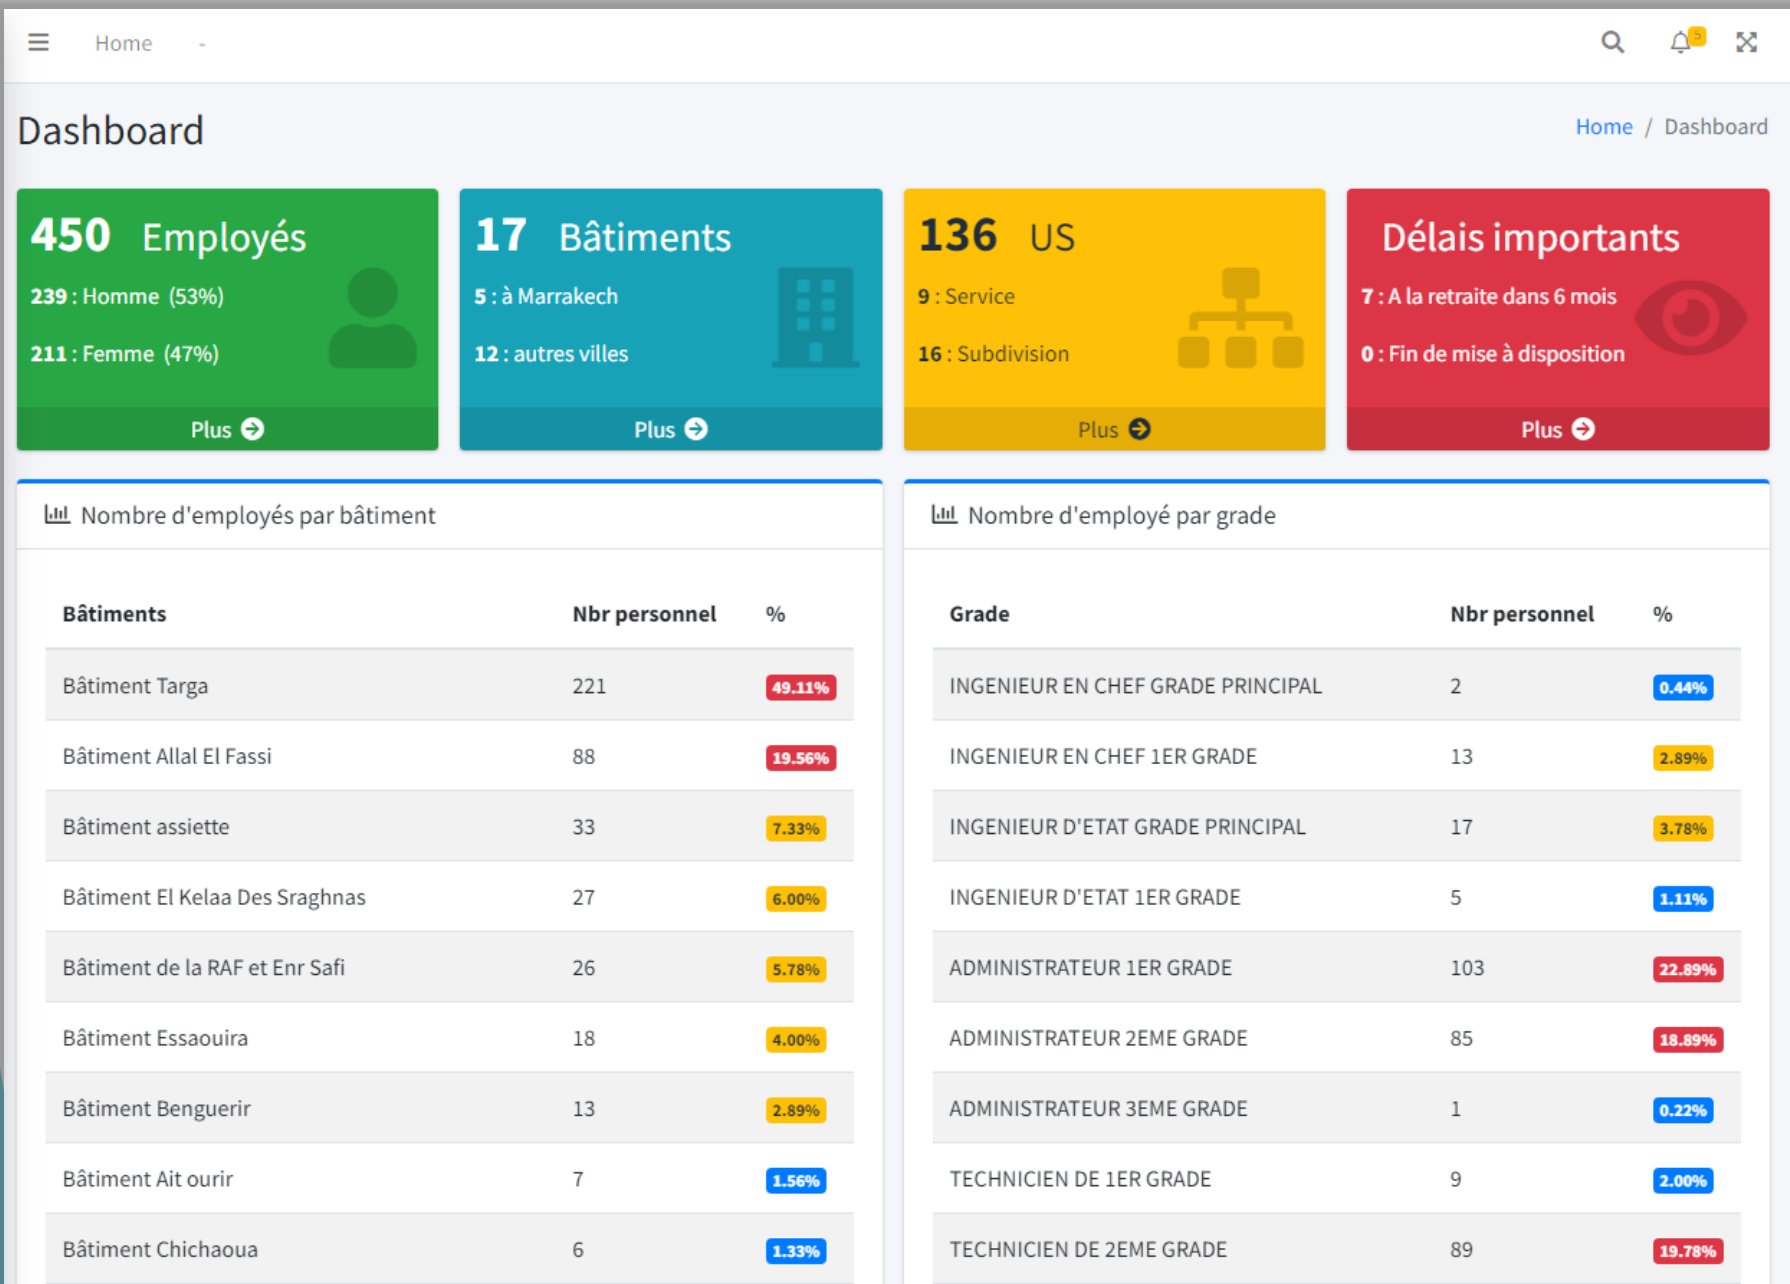 Home -
5
Dashboard
Home / Dashboard
450 Employés
239 : Homme (53%)
211 : Femme (47%)
Plus
17 Bâtiments
5 : à Marrakech
12 : autres villes
Plus
136 US
9 : Service
16 : Subdivision
Plus
Délais importants
7 : A la retraite dans 6 mois
0 : Fin de mise à disposition
Plus
Nombre d'employés par bâtiment
Bâtiments Nbr personnel %
Bâtiment Targa 221 49.11%
Bâtiment Allal El Fassi 88 19.56%
Bâtiment assiette 33 7.33%
Bâtiment El Kelaa Des Sraghnas 27 6.00%
Bâtiment de la RAF et Enr Safi 26 5.78%
Bâtiment Essaouira 18 4.00%
Bâtiment Benguerir 13 2.89%
Bâtiment Ait ourir 7 1.56%
Bâtiment Chichaoua 6 1.33%
Nombre d'employé par grade
Grade Nbr personnel %
INGENIEUR EN CHEF GRADE PRINCIPAL 2 0.44%
INGENIEUR EN CHEF 1ER GRADE 13 2.89%
INGENIEUR D'ETAT GRADE PRINCIPAL 17 3.78%
INGENIEUR D'ETAT 1ER GRADE 5 1.11%
ADMINISTRATEUR 1ER GRADE 103 22.89%
ADMINISTRATEUR 2EME GRADE 85 18.89%
ADMINISTRATEUR 3EME GRADE 1 0.22%
TECHNICIEN DE 1ER GRADE 9 2.00%
TECHNICIEN DE 2EME GRADE 89 19.78%